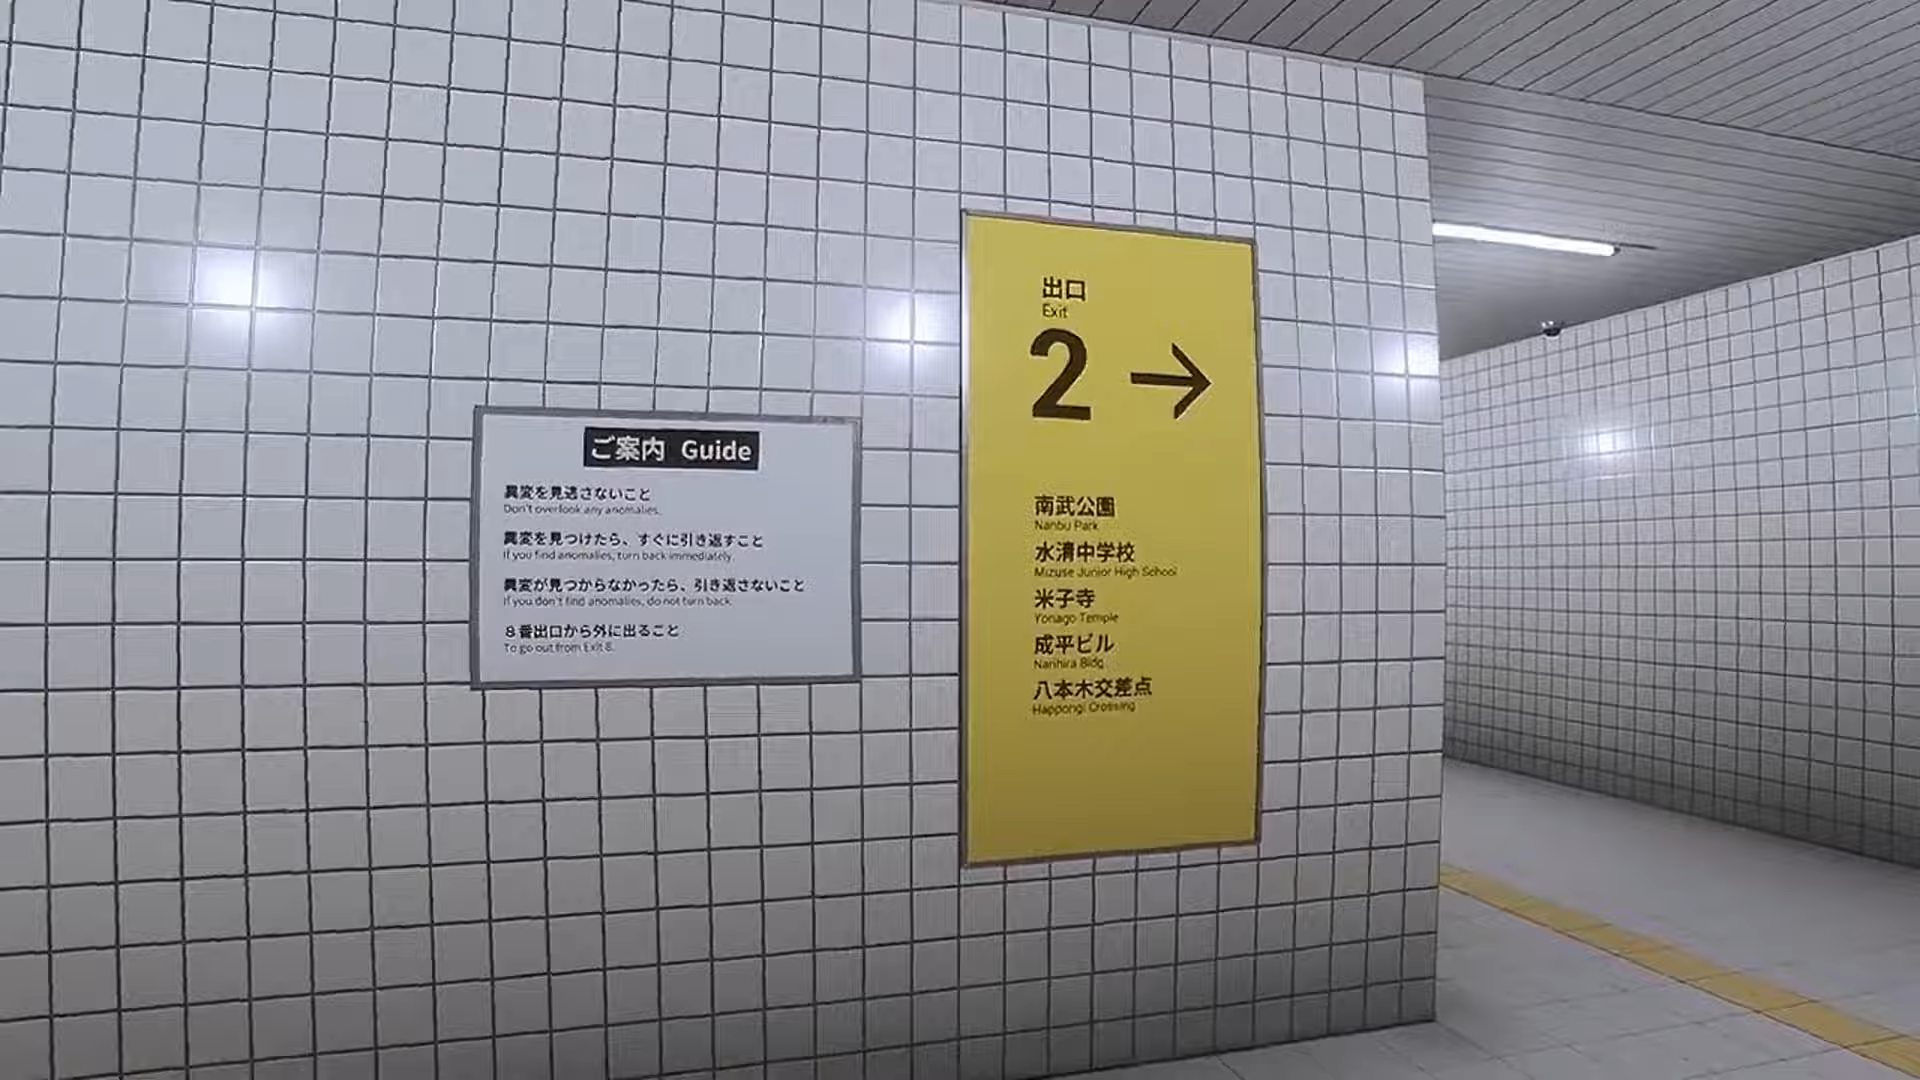 ご案内 Guide
異変を見逃さないこと
Don't overlook any anomalies.
異変を見つけたら、すぐに引き返すこと
If you find anomalies, turn back immediately.
異変が見つからなかったら、引き返さないこと
If you don't find anomalies, do not turn back.
8番出口から外に出ること
To go out from Exit 8.
出口
Exit
2 →
南武公園
Nanbu Park
水清中学校
Mizuse Junior High School
米子寺
Yonago Temple
成平ビル
Narihira Bldg.
八本木交差点
Happongi Crossing